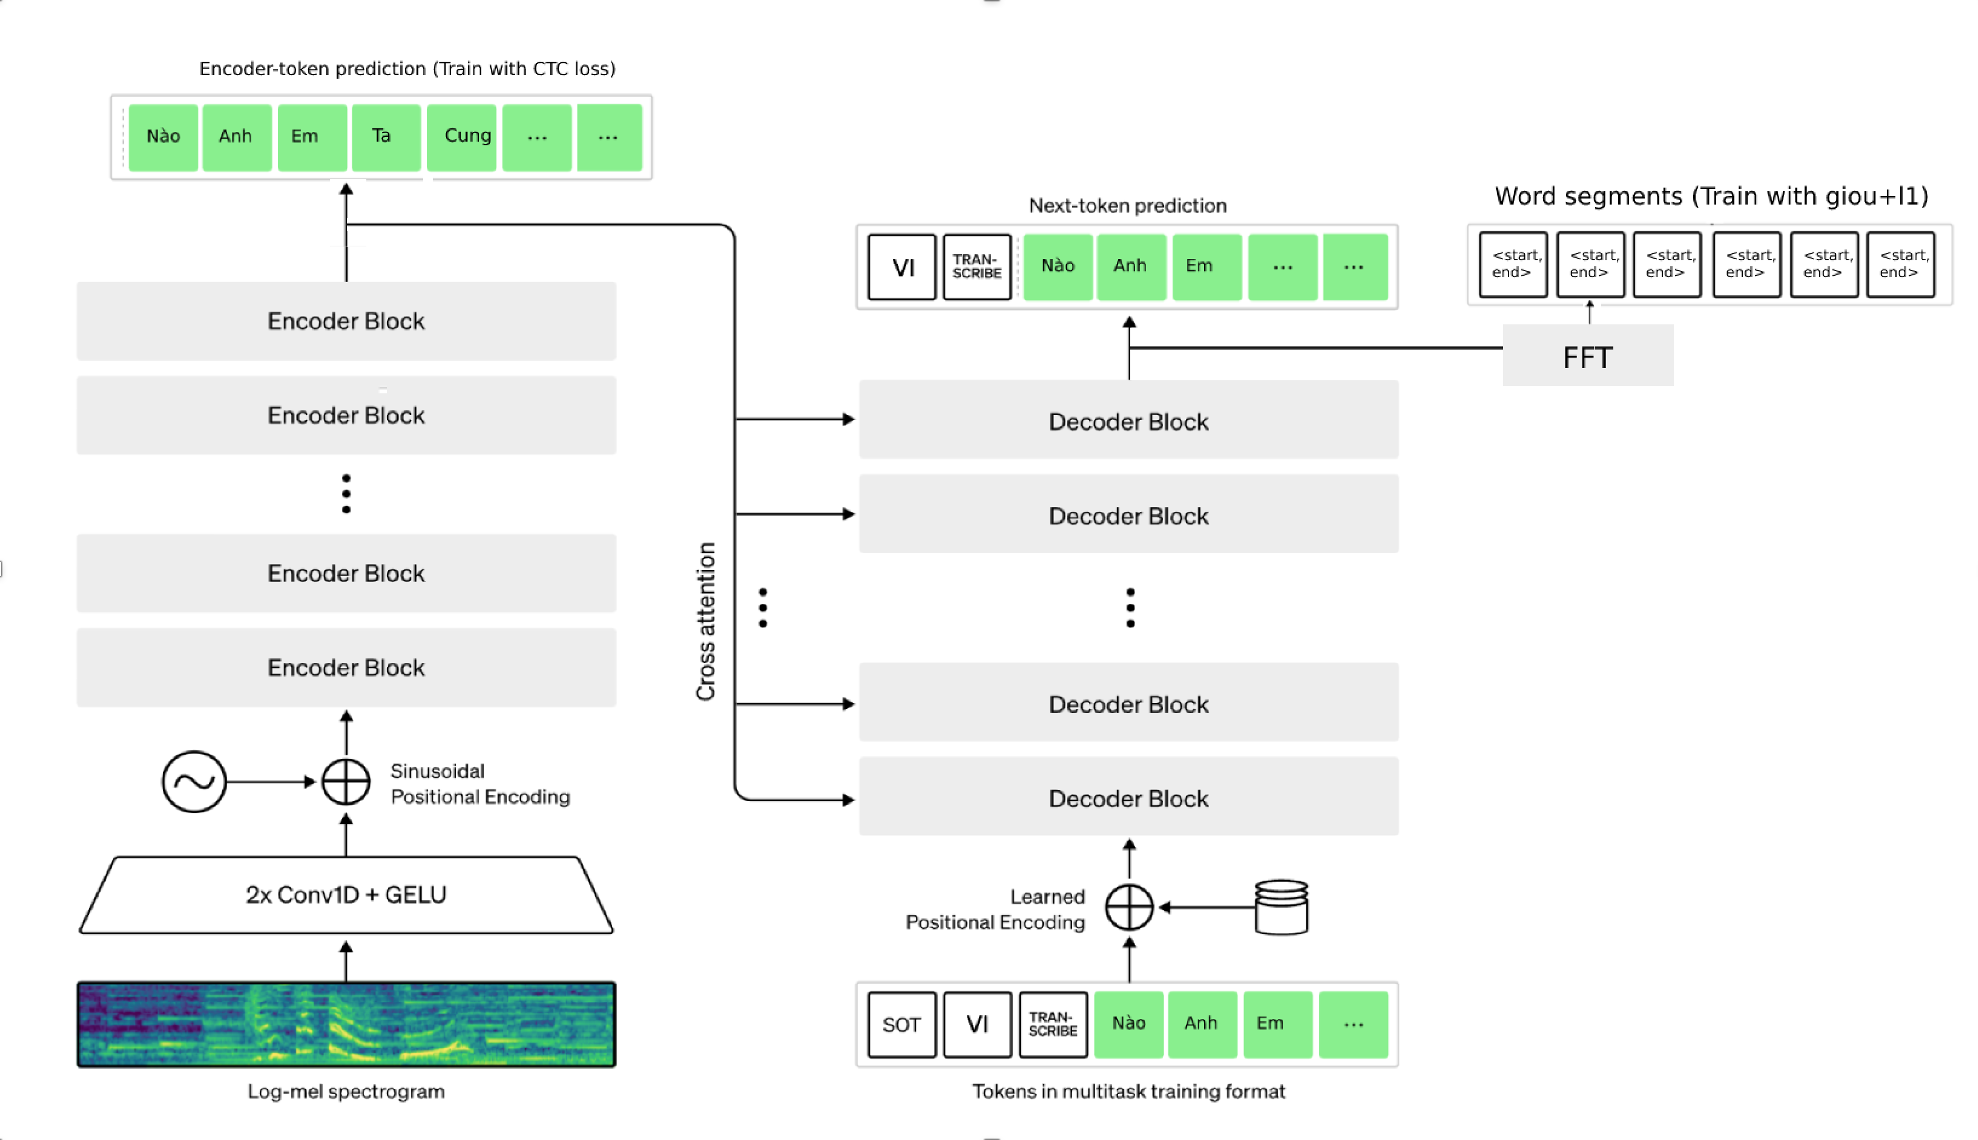 Encoder-token prediction (Train with CTC loss)
Nào Anh Em Ta Cung ... ...
Encoder Block
Encoder Block
Encoder Block
Encoder Block
Sinusoidal
Positional Encoding
2x Conv1D + GELU
Log-mel spectrogram
Cross attention
Next-token prediction
VI TRAN-
SCRIBE Nào Anh Em ... ...
Decoder Block
Decoder Block
Decoder Block
Decoder Block
Learned
Positional Encoding
SOT VI TRAN-
SCRIBE Nào Anh Em ...
Tokens in multitask training format
Word segments (Train with giou+l1)
<start, <start, <start, <start, <start, <start,
end> end> end> end> end> end>
FFT